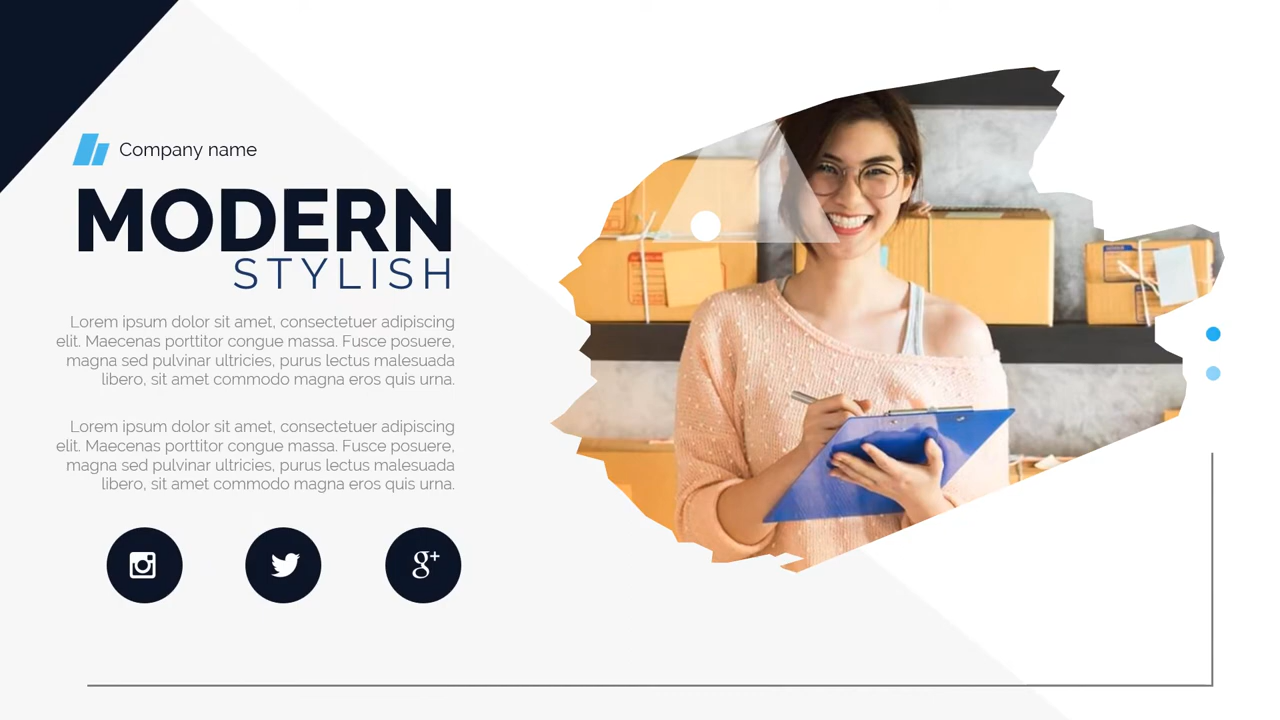 Company name
MODERN
STYLISH
Lorem ipsum dolor sit amet, consectetuer adipiscing
elit. Maecenas porttitor congue massa. Fusce posuere,
magna sed pulvinar ultricies, purus lectus malesuada
libero, sit amet commodo magna eros quis urna.
Lorem ipsum dolor sit amet, consectetuer adipiscing
elit. Maecenas porttitor congue massa. Fusce posuere,
magna sed pulvinar ultricies, purus lectus malesuada
libero, sit amet commodo magna eros quis urna.
g+